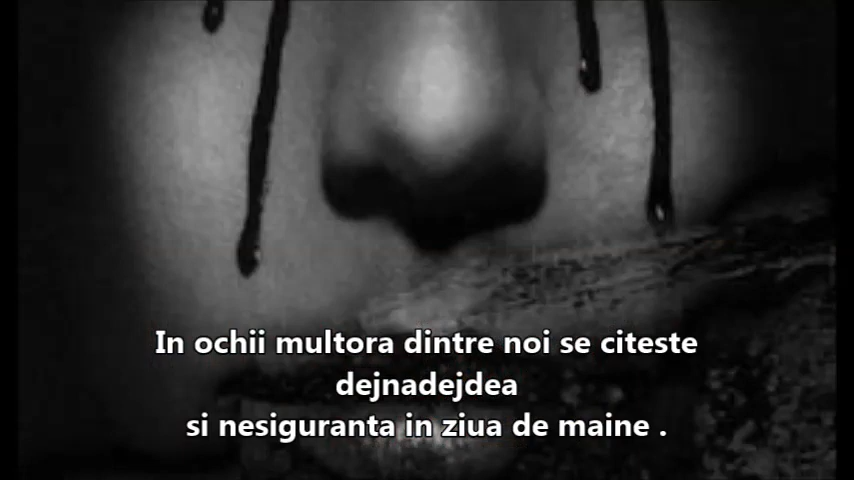 In ochii multora dintre noi se citeste
dejnadejdea
si nesiguranta in ziua de maine .